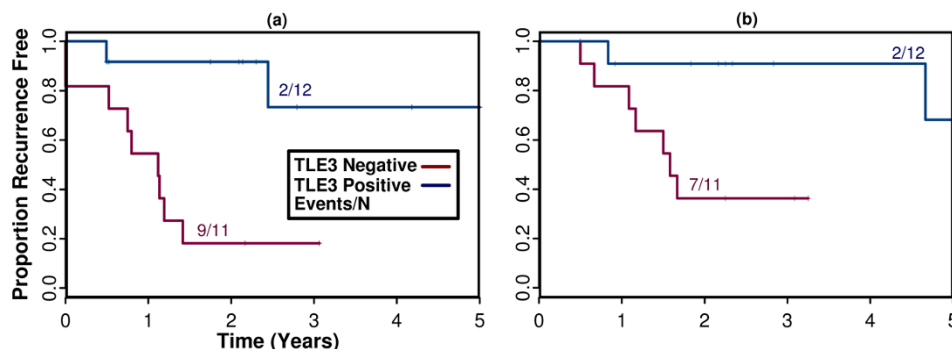 (a)
(b)
Proportion Recurrence Free
1.0
0.8
0.6
0.4
0.2
0.0
2/12
TLE3 Negative
TLE3 Positive
Events/N
9/11
0 1 2 3 4 5
Time (Years)
1.0
0.8
0.6
0.4
0.2
0.0
2/12
7/11
0 1 2 3 4 5